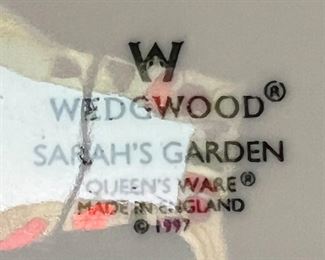 W
WEDGWOOD®
SARAH'S GARDEN
QUEEN'S WARE®
MADE IN ENGLAND
© 1997